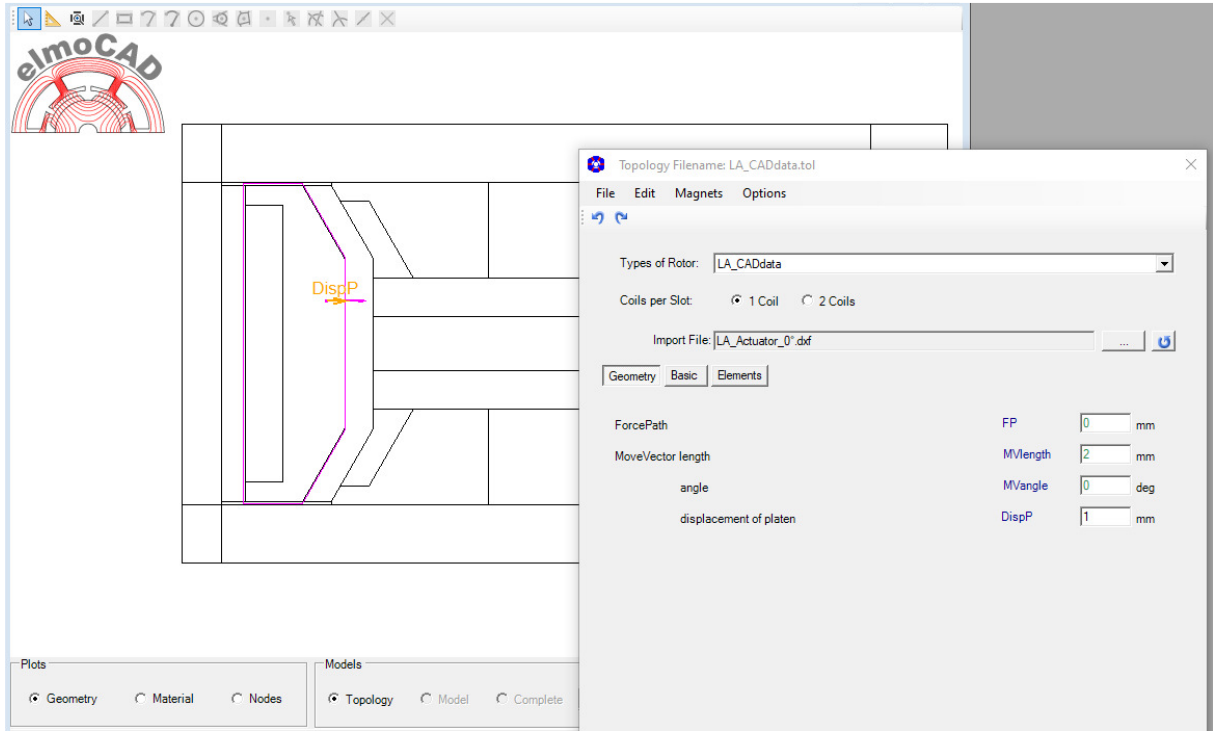 elmoCAD
DispP
Plots
Geometry
Material
Nodes
Models
Topology
Model
Complete
Topology Filename: LA_CADdata.tol
File Edit Magnets Options
Types of Rotor: LA_CADdata
Coils per Slot: 1 Coil 2 Coils
Import File: LA_Actuator_0°.dxf ...
Geometry Basic Elements
ForcePath FP 0 mm
MoveVector length MVlength 2 mm
angle MVangle 0 deg
displacement of platen DispP 1 mm